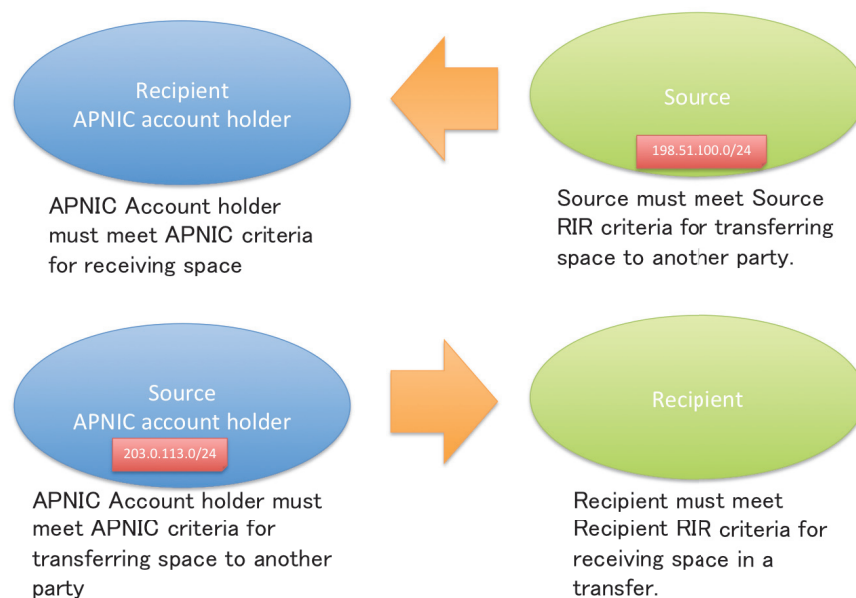 Recipient
APNIC account holder
Source
198.51.100.0/24
APNIC Account holder
must meet APNIC criteria
for receiving space
Source must meet Source
RIR criteria for transferring
space to another party.
Source
APNIC account holder
203.0.113.0/24
Recipient
APNIC Account holder must
meet APNIC criteria for
transferring space to another
party
Recipient must meet
Recipient RIR criteria for
receiving space in a
transfer.